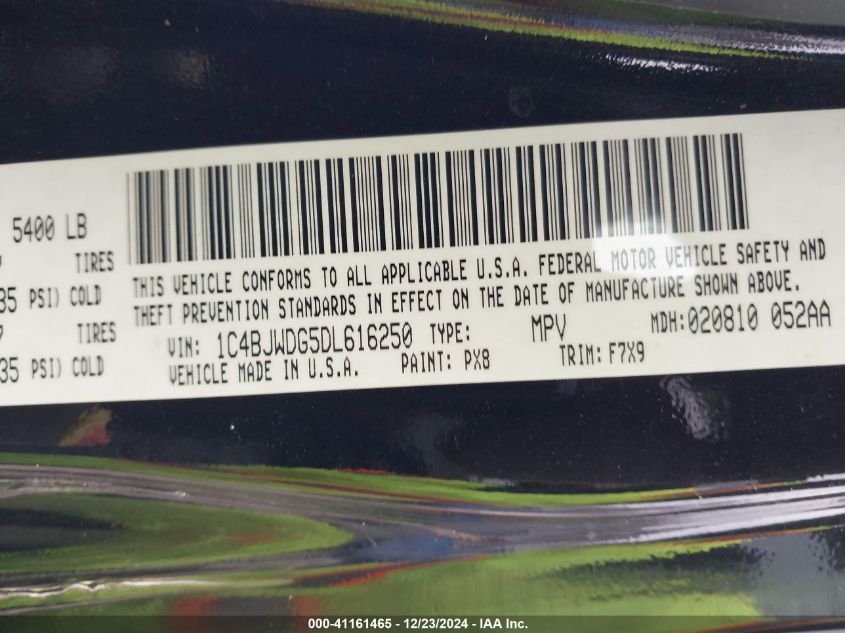 5400 LB
TIRES
35 PSI) COLD
TIRES
35 PSI) COLD
THIS VEHICLE CONFORMS TO ALL APPLICABLE U.S.A. FEDERAL MOTOR VEHICLE SAFETY AND
THEFT PREVENTION STANDARDS IN EFFECT ON THE DATE OF MANUFACTURE SHOWN ABOVE.
VIN: 1C4BJWDG5DL616250 TYPE: MPV MDH:020810 052AA
VEHICLE MADE IN U.S.A. PAINT: PX8 TRIM: F7X9
000-41161465 - 12/23/2024 - IAA Inc.